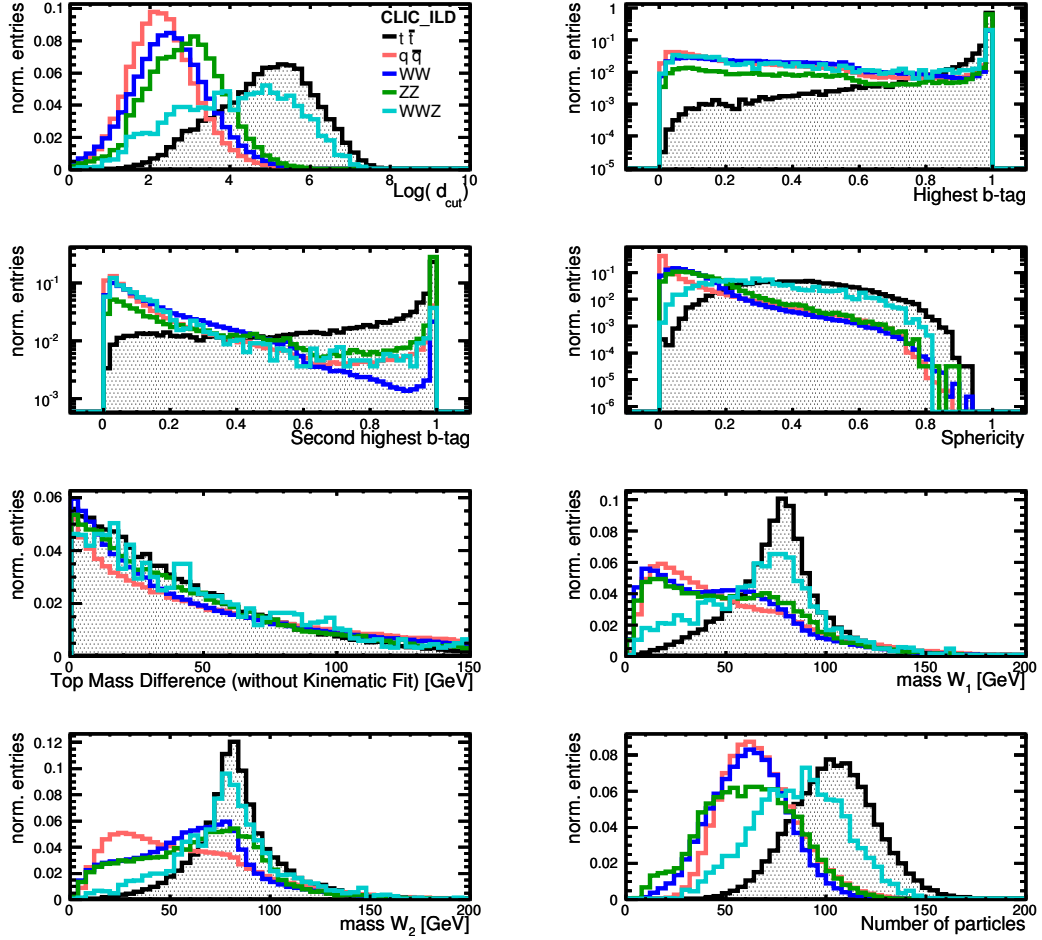 norm. entries
0.1
0.08
0.06
0.04
0.02
0
0 2 4 6 8 10
Log( d_cut)
CLIC_ILD
t t̄
q q̄
WW
ZZ
WWZ
norm. entries
1
10^-1
10^-2
10^-3
10^-4
10^-5
0 0.2 0.4 0.6 0.8 1
Highest b-tag
norm. entries
10^-1
10^-2
10^-3
0 0.2 0.4 0.6 0.8 1
Second highest b-tag
norm. entries
10^-1
10^-2
10^-3
10^-4
10^-5
10^-6
0 0.2 0.4 0.6 0.8 1
Sphericity
norm. entries
0.06
0.04
0.02
0
0 50 100 150
Top Mass Difference (without Kinematic Fit) [GeV]
norm. entries
0.1
0.08
0.06
0.04
0.02
0
0 50 100 150 200
mass W_1 [GeV]
norm. entries
0.12
0.1
0.08
0.06
0.04
0.02
0
0 50 100 150 200
mass W_2 [GeV]
norm. entries
0.08
0.06
0.04
0.02
0
0 50 100 150 200
Number of particles